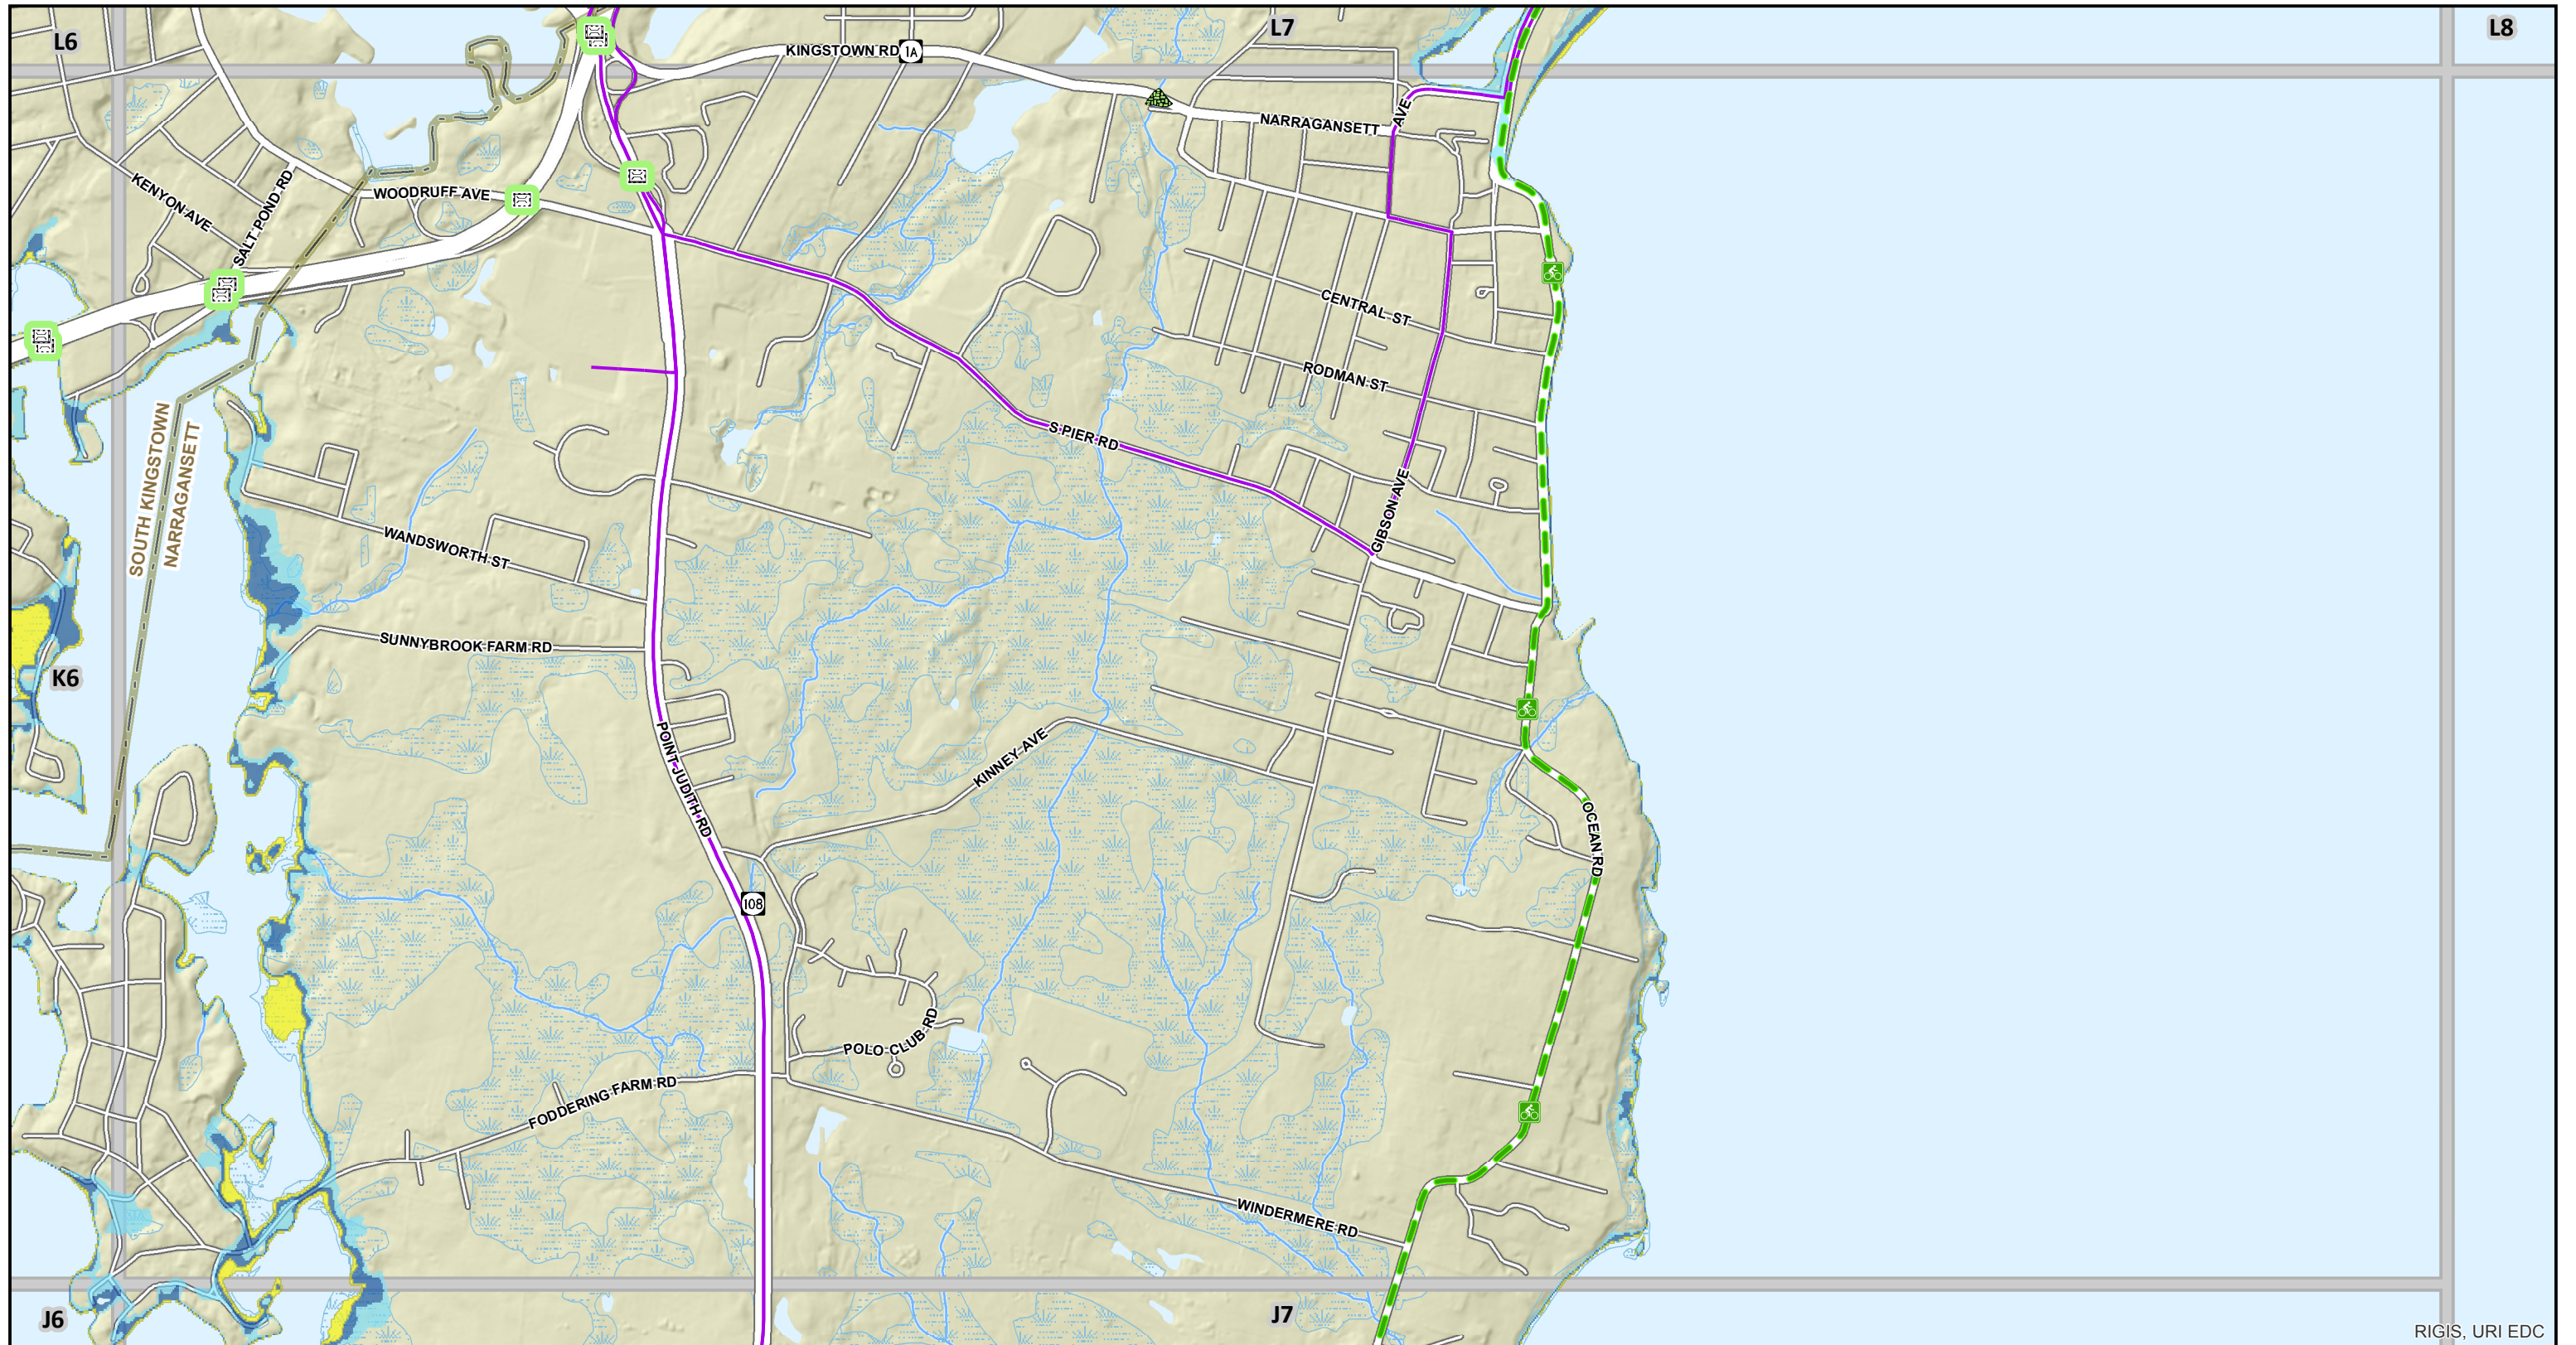 L6
L7
L8
KINGSTOWN RD
1A
NARRAGANSETT AVE
KENYON AVE
SALT POND RD
WOODRUFF AVE
CENTRAL ST
RODMAN ST
S PIER RD
GIBSON AVE
SOUTH KINGSTOWN
NARRAGANSETT
WANDSWORTH ST
SUNNYBROOK FARM RD
K6
POINT JUDITH RD
KINNEY AVE
OCEAN RD
108
POLO CLUB RD
FODDERING FARM RD
WINDERMERE RD
J6
J7
RIGIS, URI EDC